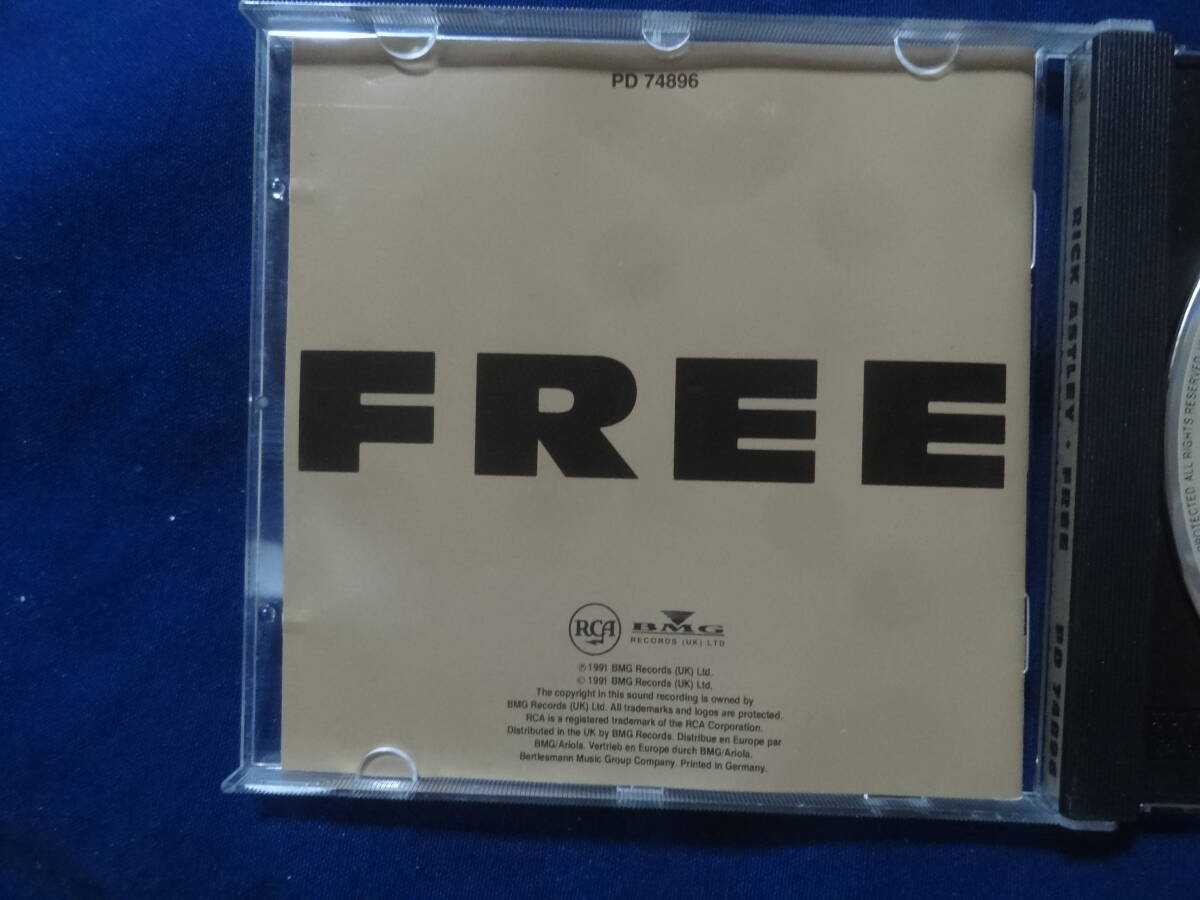 PD 74896
FREE
RCA
BMG
RECORDS (UK) LTD
℗ 1991 BMG Records (UK) Ltd.
© 1991 BMG Records (UK) Ltd.
The copyright in this sound recording is owned by
BMG Records (UK) Ltd. All trademarks and logos are protected.
RCA is a registered trademark of the RCA Corporation.
Distributed in the UK by BMG Records. Distribue en Europe par
BMG/Ariola. Vertrieb en Europe durch BMG/Ariola.
Bertlesmann Music Group Company. Printed in Germany.
RICK ASTLEY • FREE PD 74896
PROTECTED ALL RIGHTS RESERVED